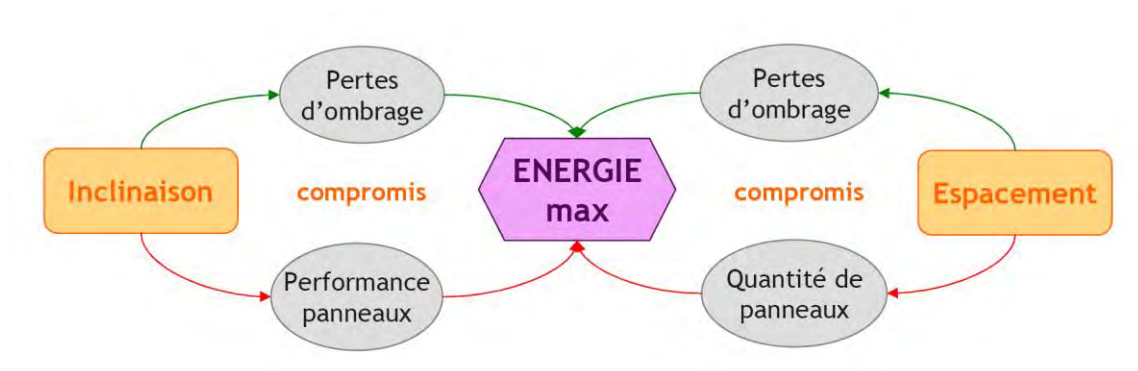 Pertes
d'ombrage
Pertes
d'ombrage
Inclinaison
compromis
ENERGIE
max
compromis
Espacement
Performance
panneaux
Quantité de
panneaux